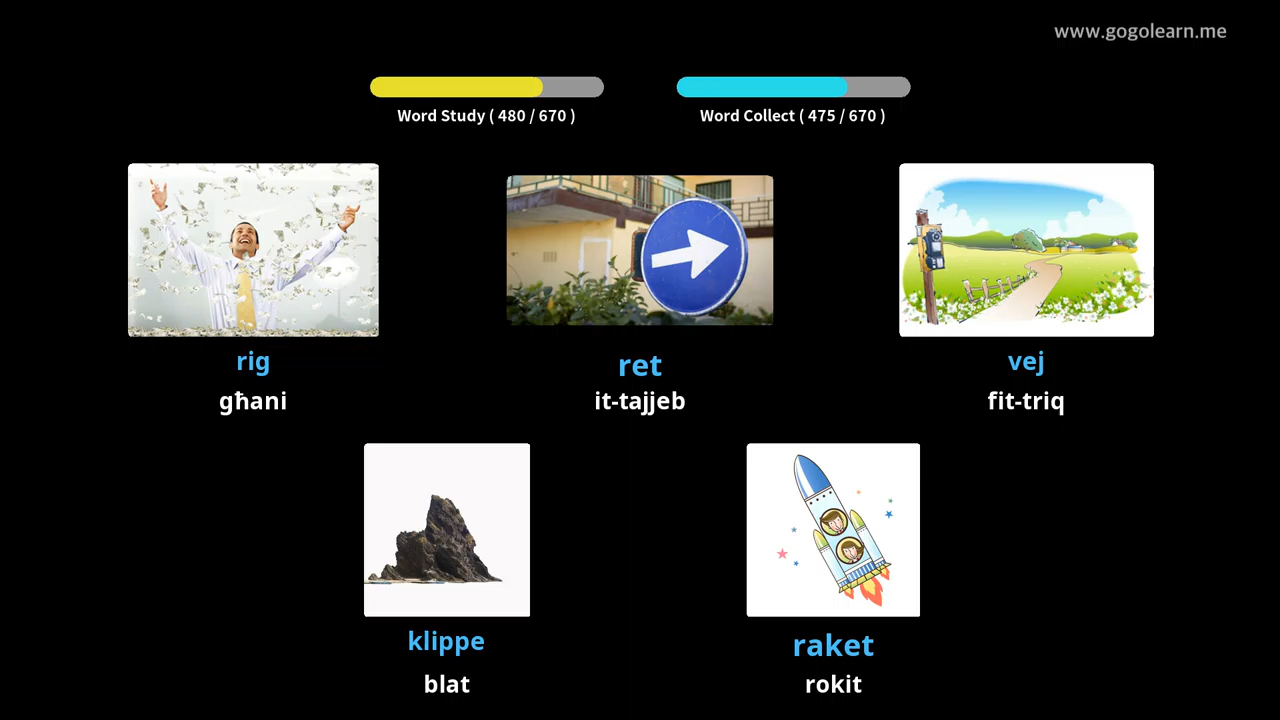 www.gogolearn.me
Word Study ( 480 / 670 )
Word Collect ( 475 / 670 )
rig
għani
ret
it-tajjeb
vej
fit-triq
klippe
blat
raket
rokit